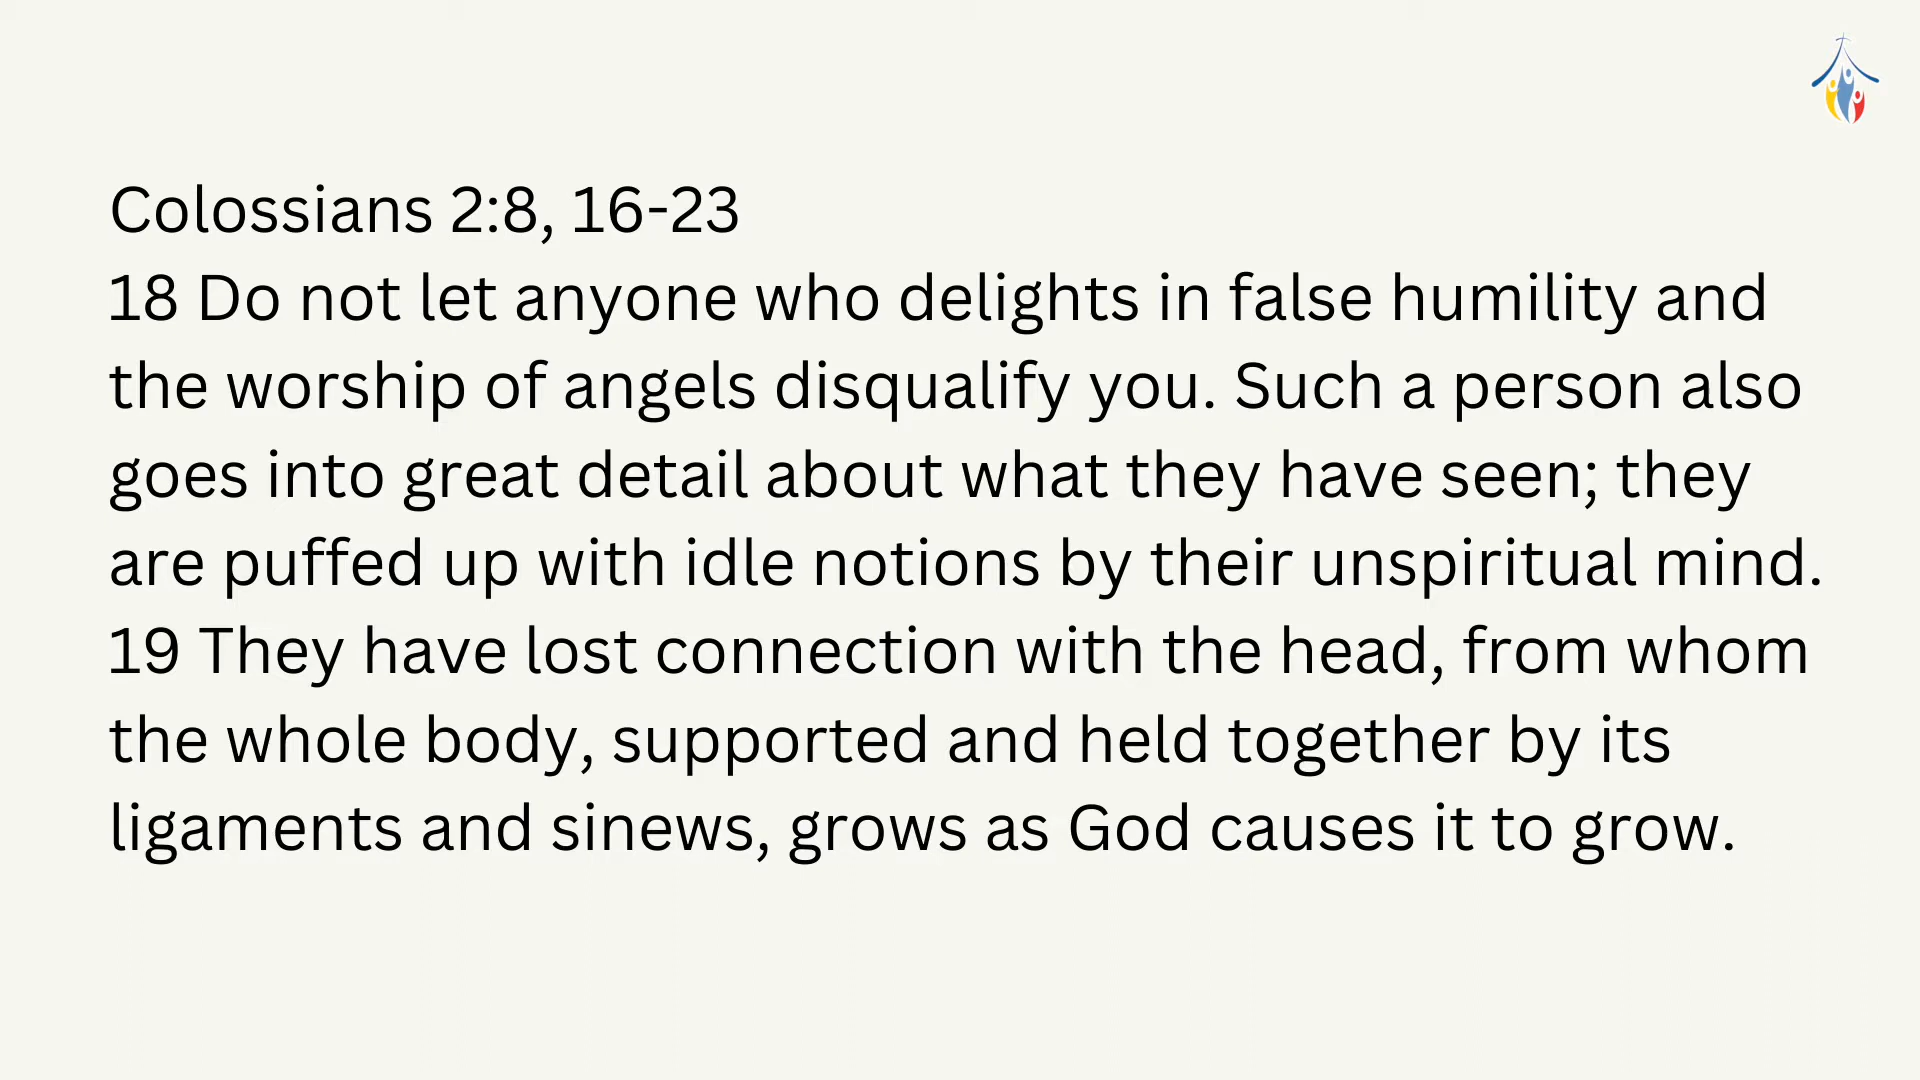 Colossians 2:8, 16-23
18 Do not let anyone who delights in false humility and
the worship of angels disqualify you. Such a person also
goes into great detail about what they have seen; they
are puffed up with idle notions by their unspiritual mind.
19 They have lost connection with the head, from whom
the whole body, supported and held together by its
ligaments and sinews, grows as God causes it to grow.